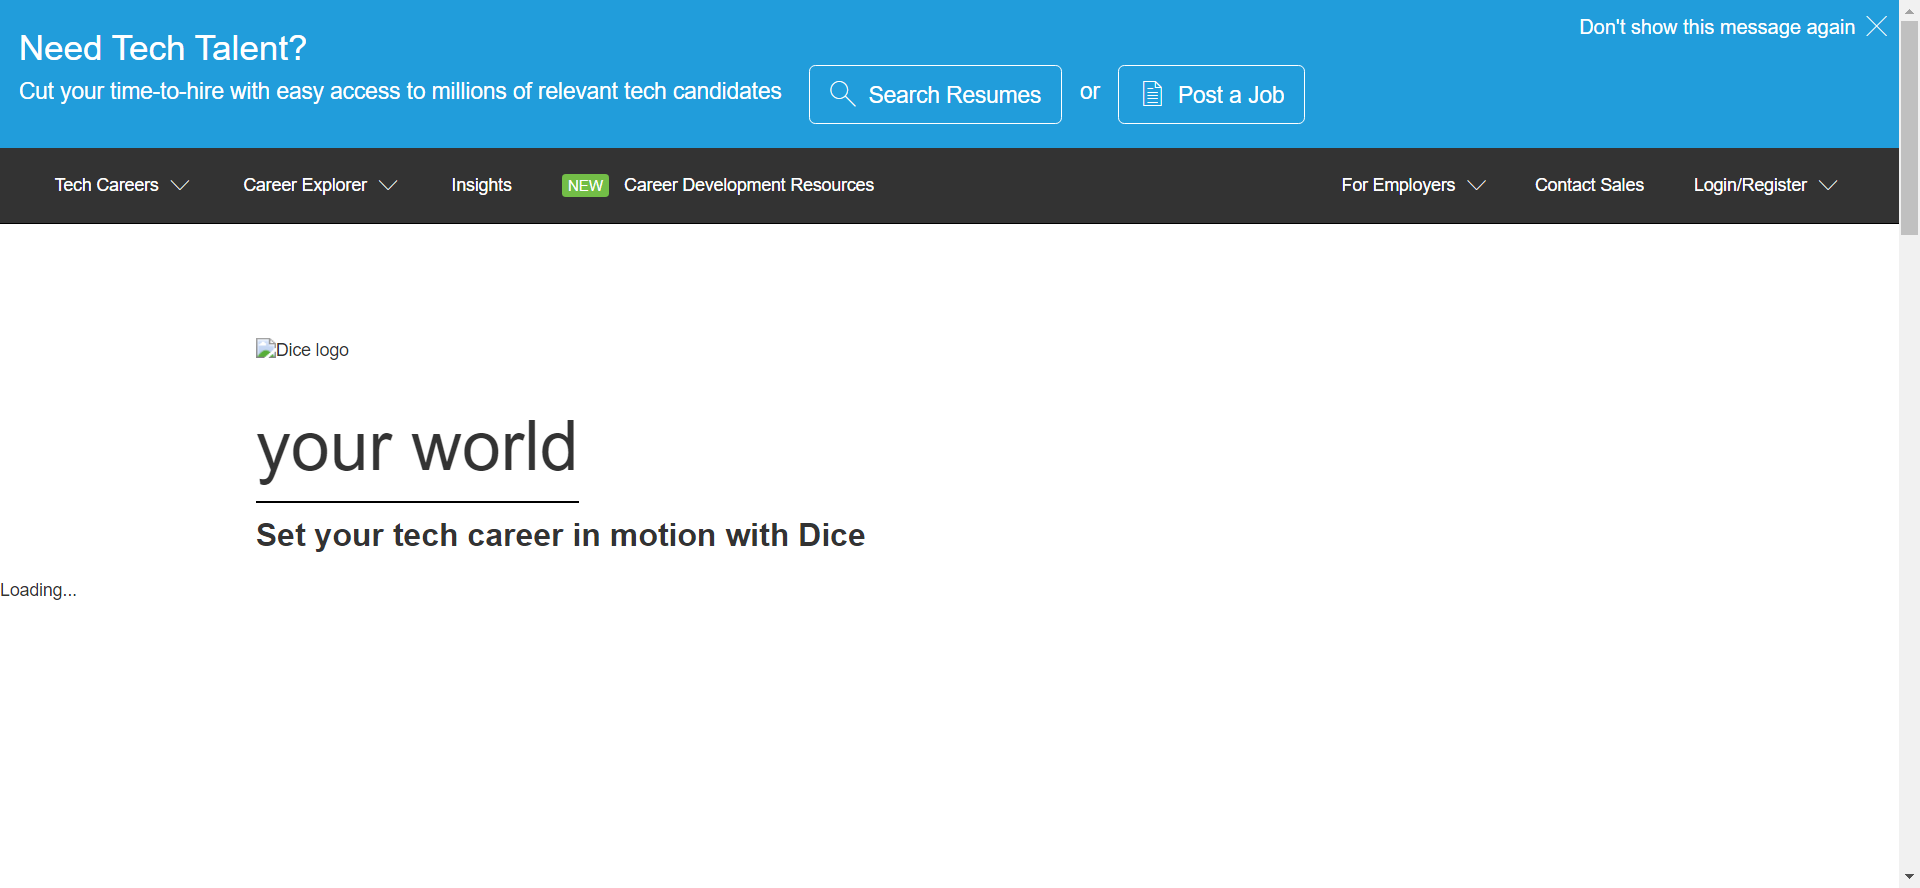 Don't show this message again
Need Tech Talent?
Cut your time-to-hire with easy access to millions of relevant tech candidates
Search Resumes or Post a Job
Tech Careers Career Explorer Insights NEW Career Development Resources For Employers Contact Sales Login/Register
Dice logo
your world
Set your tech career in motion with Dice
Loading...